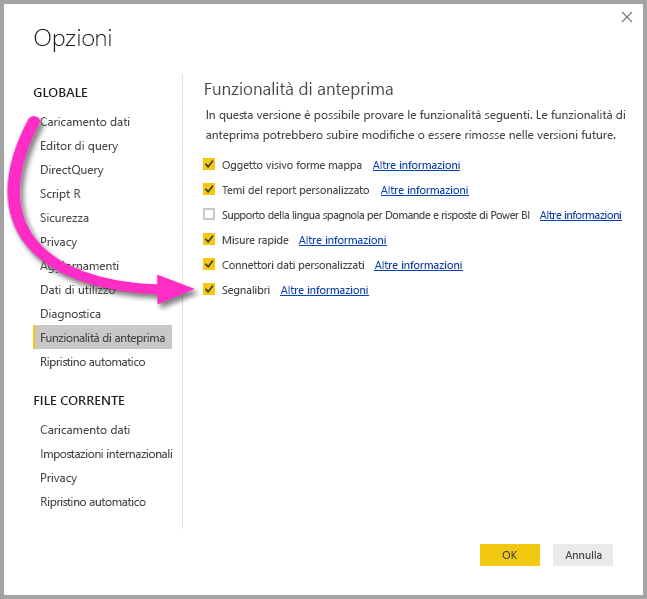 Opzioni
GLOBALE
Caricamento dati
Editor di query
DirectQuery
Script R
Sicurezza
Privacy
Aggiornamenti
Dati di utilizzo
Diagnostica
Funzionalità di anteprima
Ripristino automatico
FILE CORRENTE
Caricamento dati
Impostazioni internazionali
Privacy
Ripristino automatico
Funzionalità di anteprima
In questa versione è possibile provare le funzionalità seguenti. Le funzionalità di
anteprima potrebbero subire modifiche o essere rimosse nelle versioni future.
Oggetto visivo forme mappa Altre informazioni
Temi del report personalizzato Altre informazioni
Supporto della lingua spagnola per Domande e risposte di Power BI Altre informazioni
Misure rapide Altre informazioni
Connettori dati personalizzati Altre informazioni
Segnalibri Altre informazioni
OK Annulla